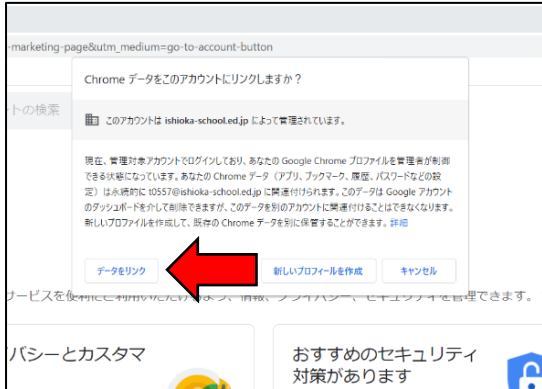 -marketing-page&utm_medium=go-to-account-button
Chrome データをこのアカウントにリンクしますか？
トの検索
このアカウントは ishioka-school.ed.jp によって管理されています。
現在、管理対象アカウントでログインしており、あなたの Google Chrome プロファイルを管理者が制御
できる状態になっています。あなたの Chrome データ（アプリ、ブックマーク、履歴、パスワードなどの設
定）は永続的に t0557@ishioka-school.ed.jp に関連付けられます。このデータは Google アカウント
のダッシュボードを介して削除できますが、このデータを別のアカウントに関連付けることはできなくなります。
新しいプロファイルを作成して、既存の Chrome データを別に保管することができます。詳細
データをリンク
新しいプロフィールを作成
キャンセル
サービスを便利にご利用いただけるよう、情報、プライバシー、セキュリティを管理できます。
バシーとカスタマ
おすすめのセキュリティ
対策があります